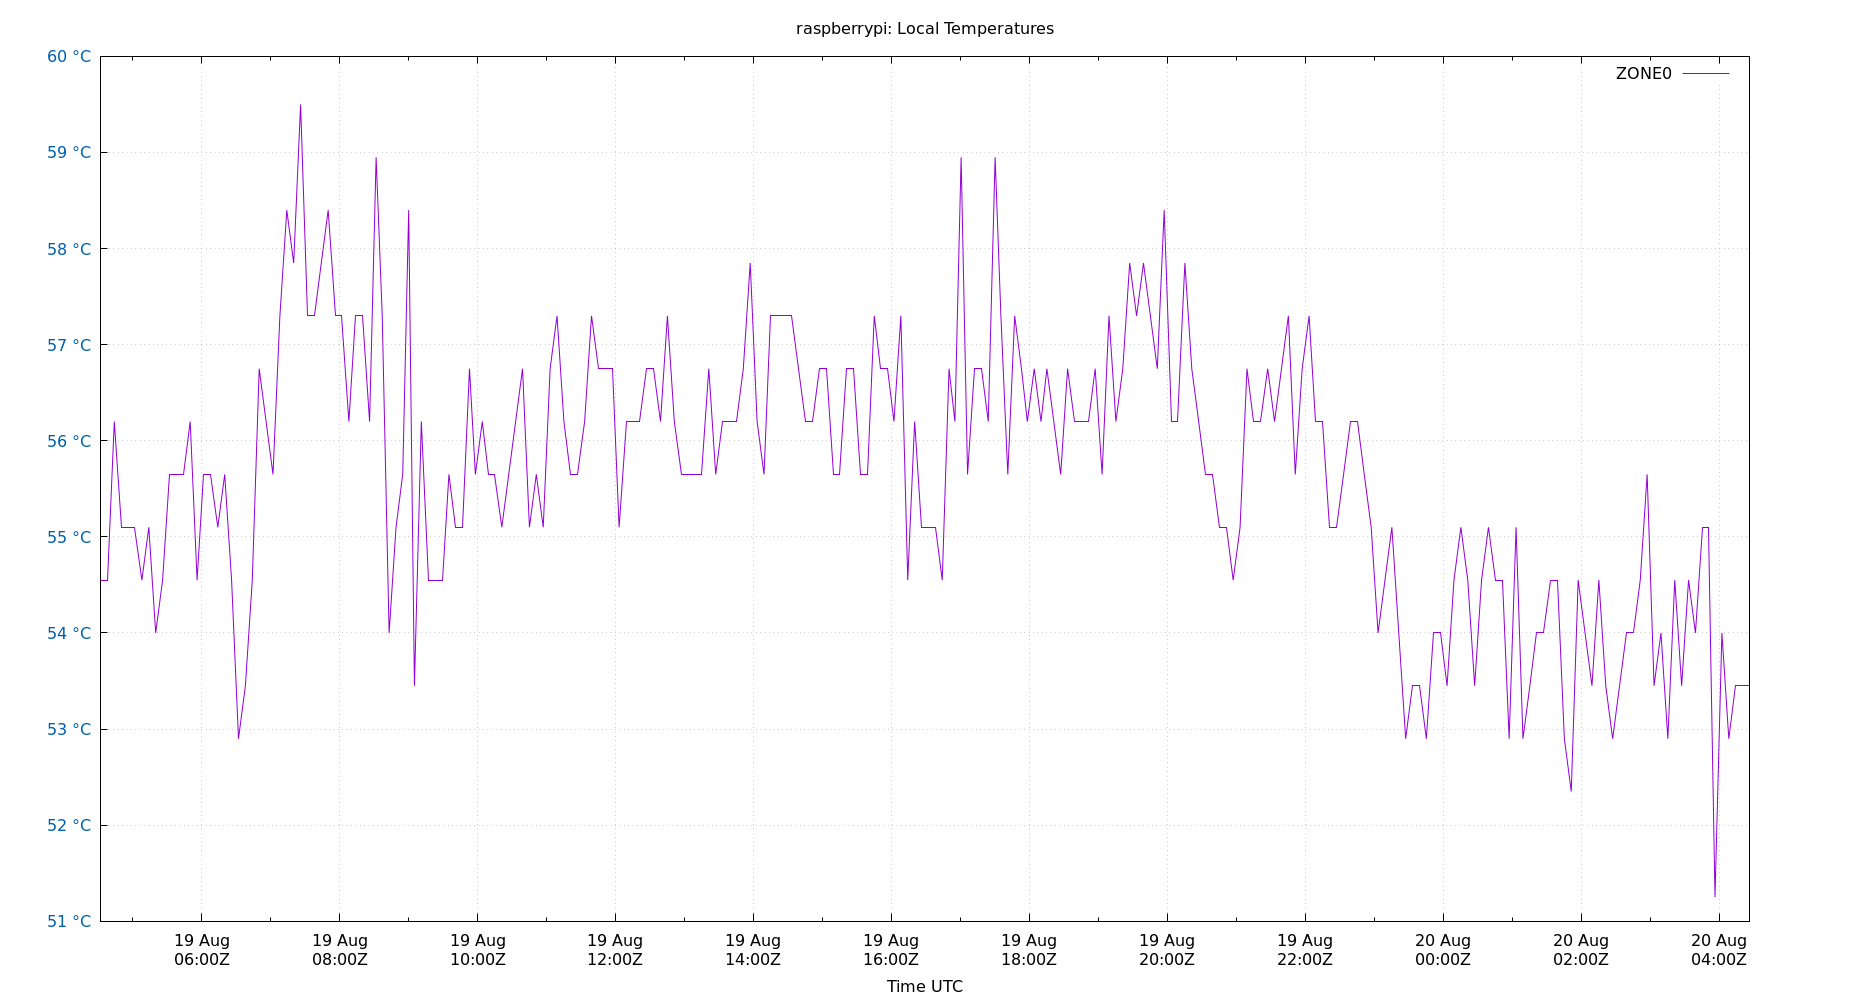 raspberrypi: Local Temperatures
60 °C
ZONE0
59 °C
58 °C
57 °C
56 °C
55 °C
54 °C
53 °C
52 °C
51 °C
19 Aug 19 Aug 19 Aug 19 Aug 19 Aug 19 Aug 19 Aug 19 Aug 19 Aug 20 Aug 20 Aug 20 Aug
06:00Z 08:00Z 10:00Z 12:00Z 14:00Z 16:00Z 18:00Z 20:00Z 22:00Z 00:00Z 02:00Z 04:00Z
Time UTC